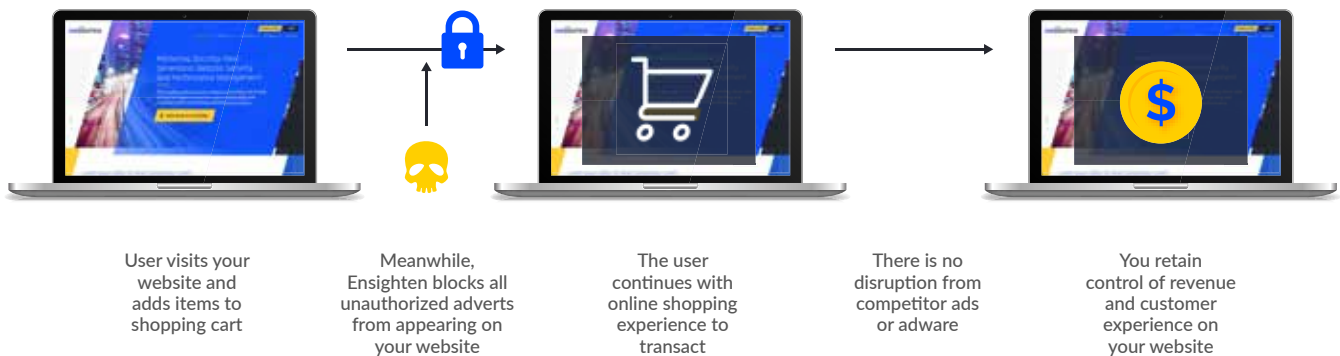 $
User visits your
website and
adds items to
shopping cart
Meanwhile,
Ensighten blocks all
unauthorized adverts
from appearing on
your website
The user
continues with
online shopping
experience to
transact
There is no
disruption from
competitor ads
or adware
You retain
control of revenue
and customer
experience on
your website